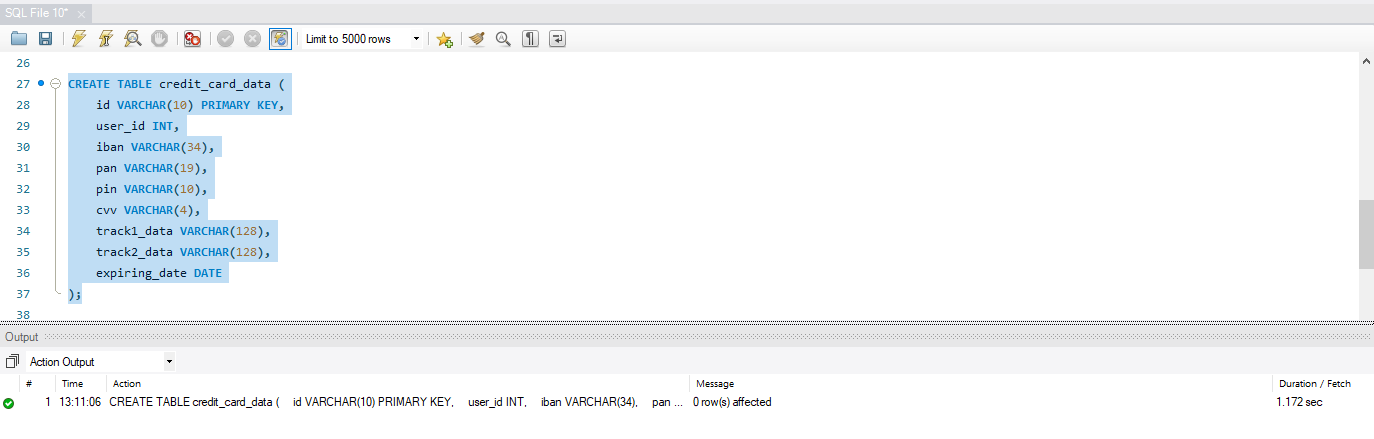 SQL File 10*
Limit to 5000 rows
26
27 CREATE TABLE credit_card_data (
28 id VARCHAR(10) PRIMARY KEY,
29 user_id INT,
30 iban VARCHAR(34),
31 pan VARCHAR(19),
32 pin VARCHAR(10),
33 cvv VARCHAR(4),
34 track1_data VARCHAR(128),
35 track2_data VARCHAR(128),
36 expiring_date DATE
37 );
38
Output
Action Output
# Time Action Message Duration / Fetch
1 13:11:06 CREATE TABLE credit_card_data ( id VARCHAR(10) PRIMARY KEY, user_id INT, iban VARCHAR(34), pan ... 0 row(s) affected 1.172 sec